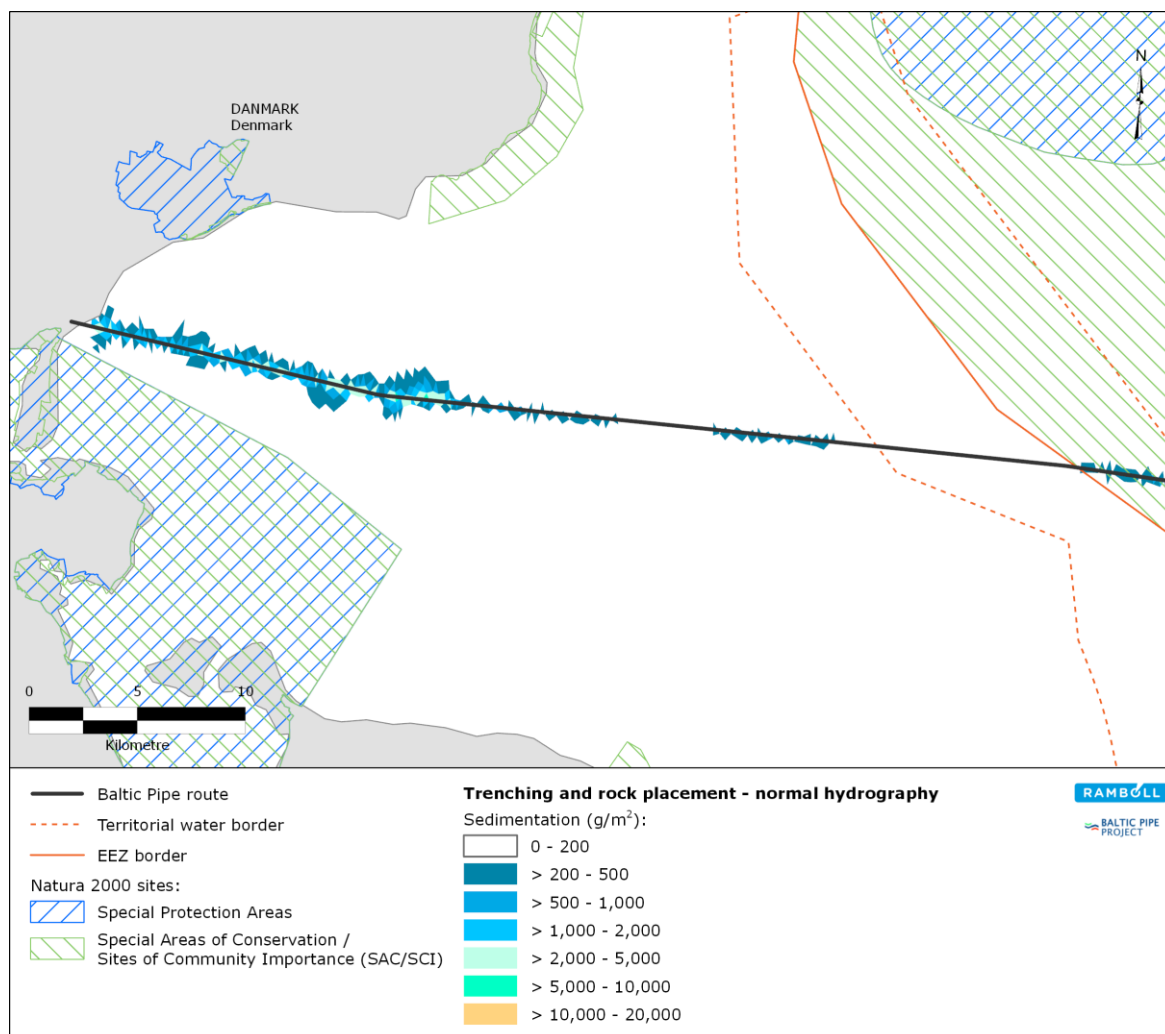 DANMARK
Denmark
N
0 5 10
Kilometre
Baltic Pipe route
Territorial water border
EEZ border
Natura 2000 sites:
Special Protection Areas
Special Areas of Conservation /
Sites of Community Importance (SAC/SCI)
Trenching and rock placement - normal hydrography
Sedimentation (g/m²):
0 - 200
> 200 - 500
> 500 - 1,000
> 1,000 - 2,000
> 2,000 - 5,000
> 5,000 - 10,000
> 10,000 - 20,000
RAMBOLL
BALTIC PIPE
PROJECT